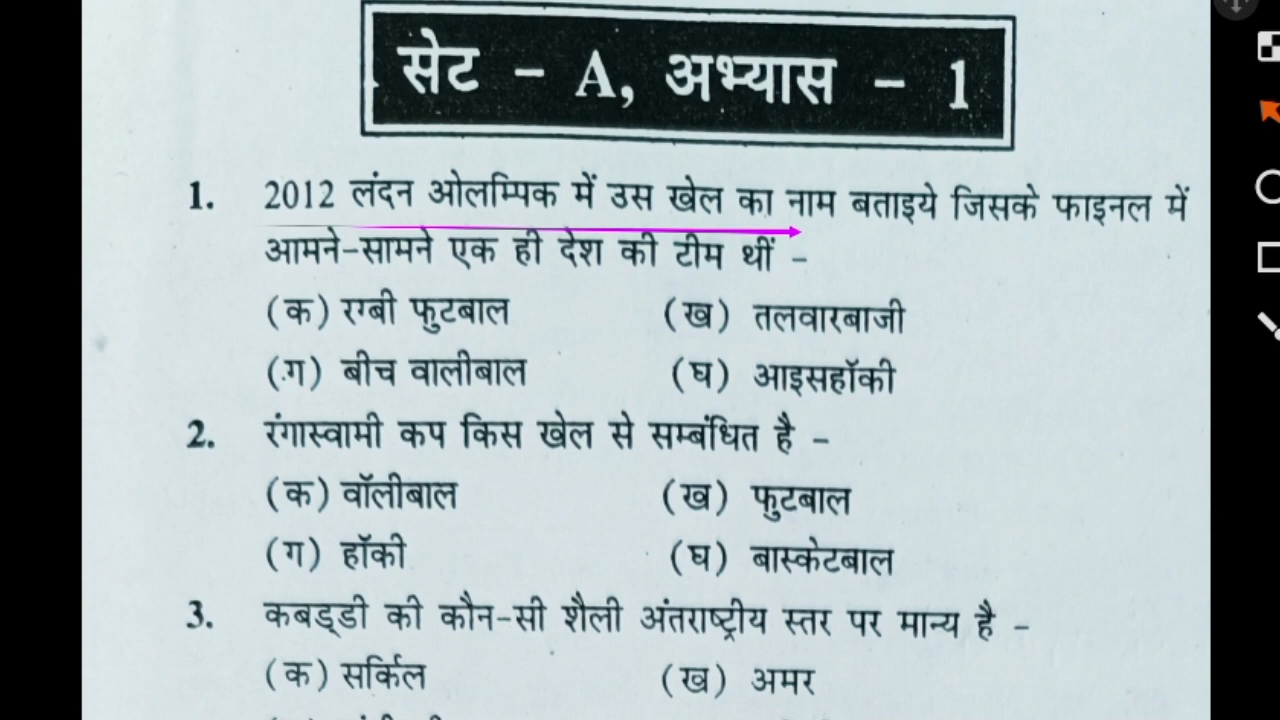 सेट - A, अभ्यास - 1
1. 2012 लंदन ओलम्पिक में उस खेल का नाम बताइये जिसके फाइनल में
आमने-सामने एक ही देश की टीम थीं -
(क) रग्बी फुटबाल (ख) तलवारबाजी
(ग) बीच वालीबाल (घ) आइसहॉकी
2. रंगास्वामी कप किस खेल से सम्बंधित है -
(क) वॉलीबाल (ख) फुटबाल
(ग) हॉकी (घ) बास्केटबाल
3. कबड्डी की कौन-सी शैली अंतराष्ट्रीय स्तर पर मान्य है -
(क) सर्किल (ख) अमर